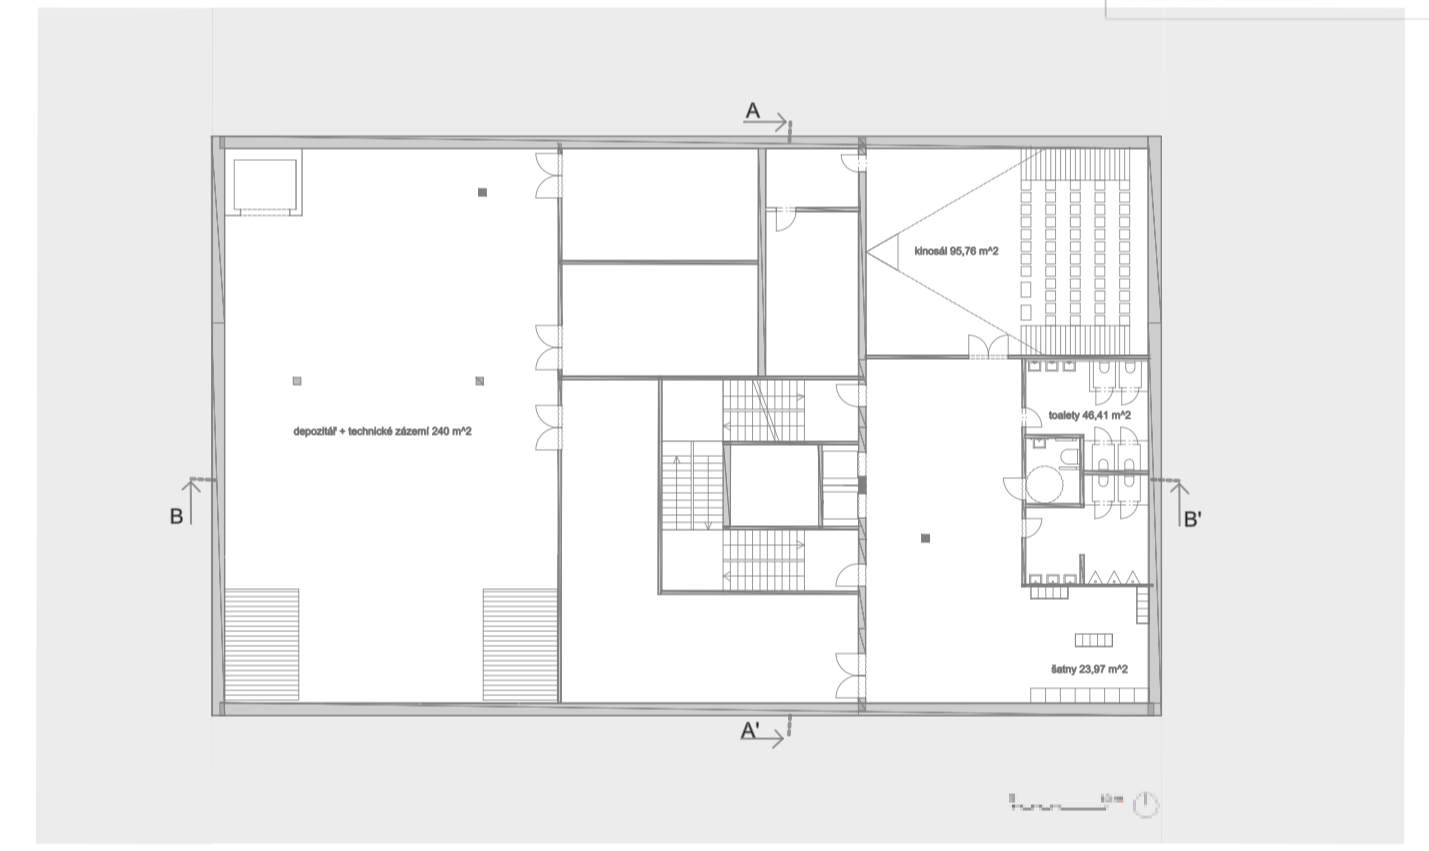 A
kinosál 95,76 m^2
toalety 46,41 m^2
depozitář + technické zázemí 240 m^2
B
B'
šatny 23,97 m^2
A'